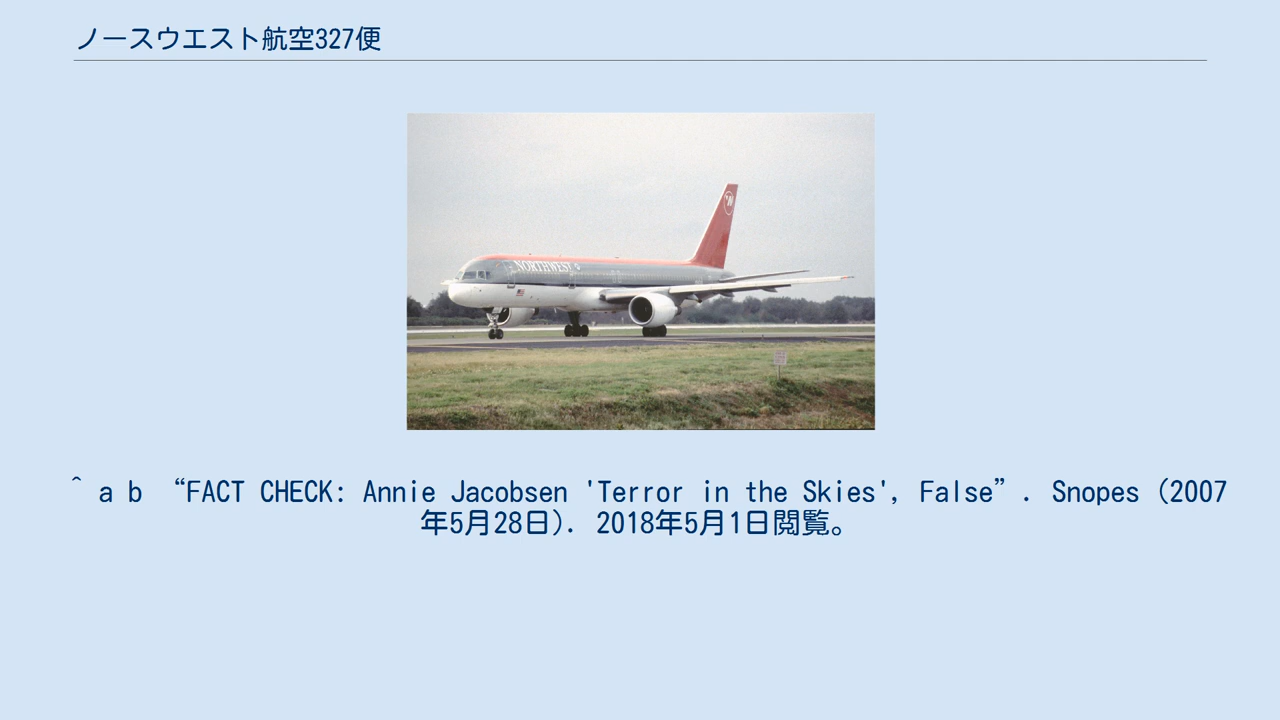 ノースウエスト航空327便
NORTHWEST
^ a b “FACT CHECK: Annie Jacobsen 'Terror in the Skies', False”. Snopes (2007
年5月28日). 2018年5月1日閲覧。